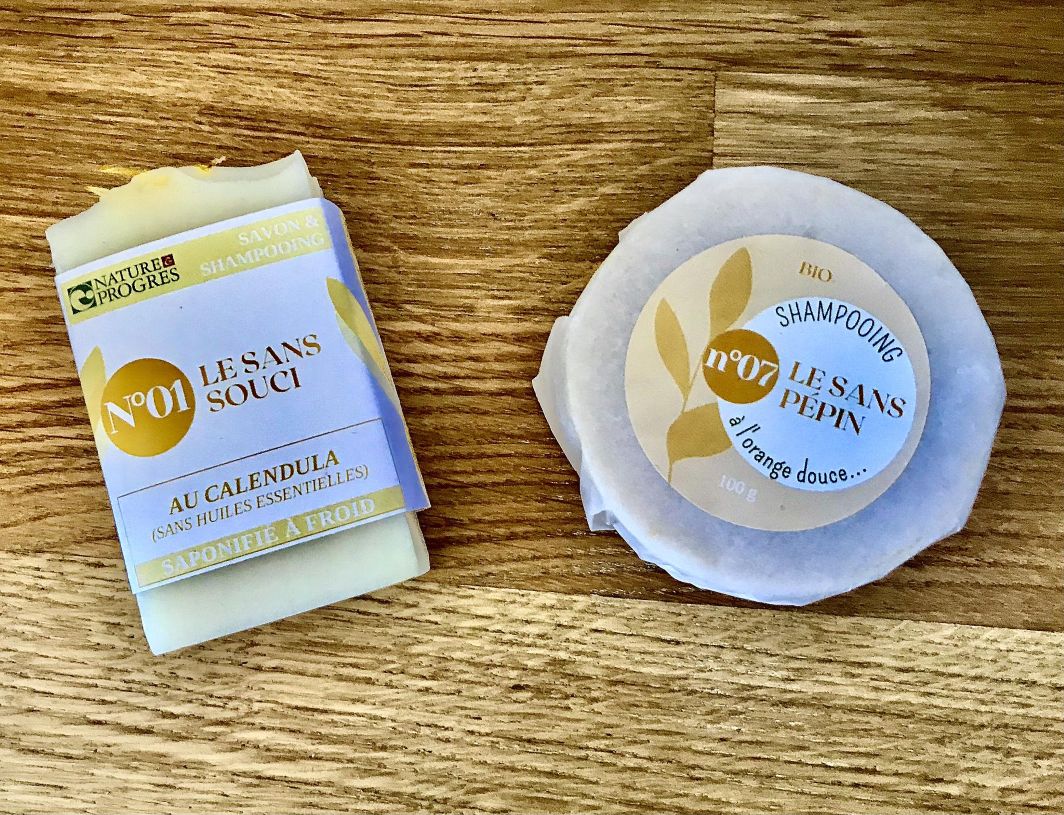 SAVON &
SHAMPOOING
NATURE &
PROGRES
N°01
LE SANS
SOUCI
AU CALENDULA
(SANS HUILES ESSENTIELLES)
SAPONIFIÉ À FROID
BIO
SHAMPOOING
n°07
LE SANS
PÉPIN
à l'orange douce...
100 g